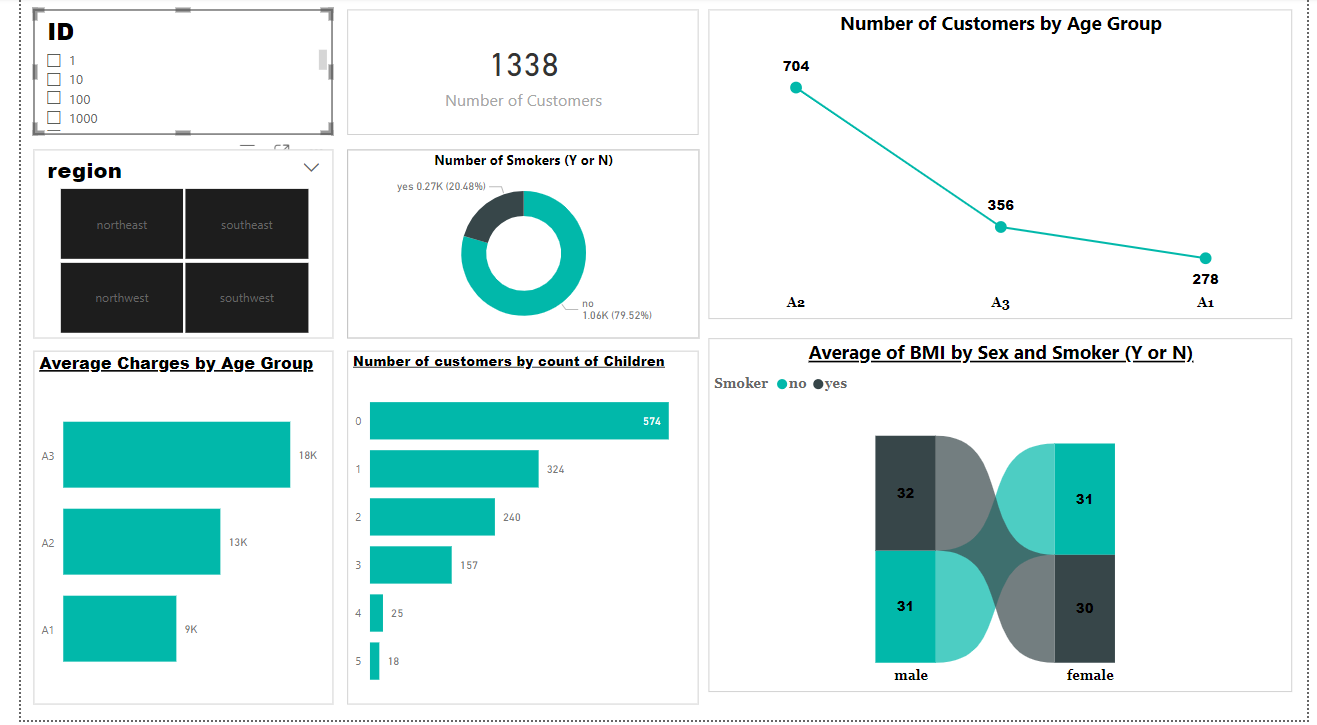 ID
1
10
100
1000
1338
Number of Customers
Number of Customers by Age Group
704
356
278
A2
A3
A1
region
northeast
southeast
northwest
southwest
Number of Smokers (Y or N)
yes 0.27K (20.48%)
no
1.06K (79.52%)
Average Charges by Age Group
A3
18K
A2
13K
A1
9K
Number of customers by count of Children
0
574
1
324
2
240
3
157
4
25
5
18
Average of BMI by Sex and Smoker (Y or N)
Smoker no yes
32
31
31
30
male
female